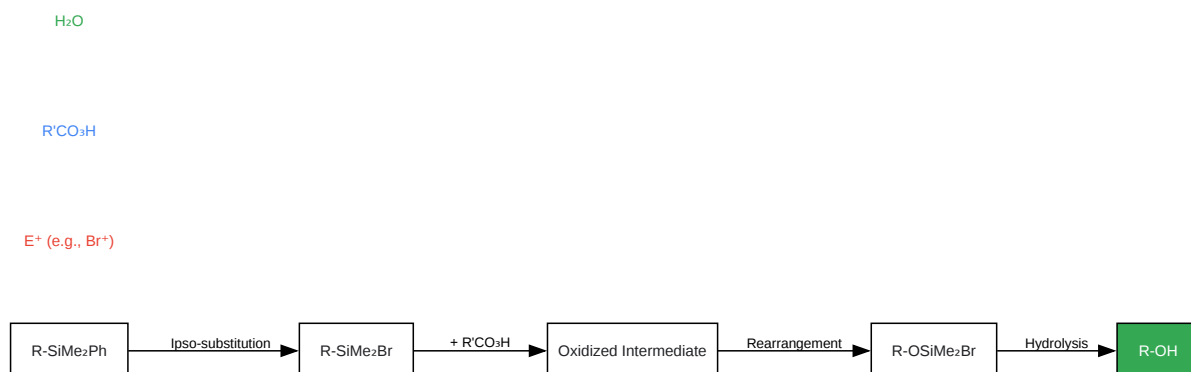 H₂O
R'CO₃H
E⁺ (e.g., Br⁺)
R-SiMe₂Ph
Ipso-substitution
R-SiMe₂Br
+ R'CO₃H
Oxidized Intermediate
Rearrangement
R-OSiMe₂Br
Hydrolysis
R-OH